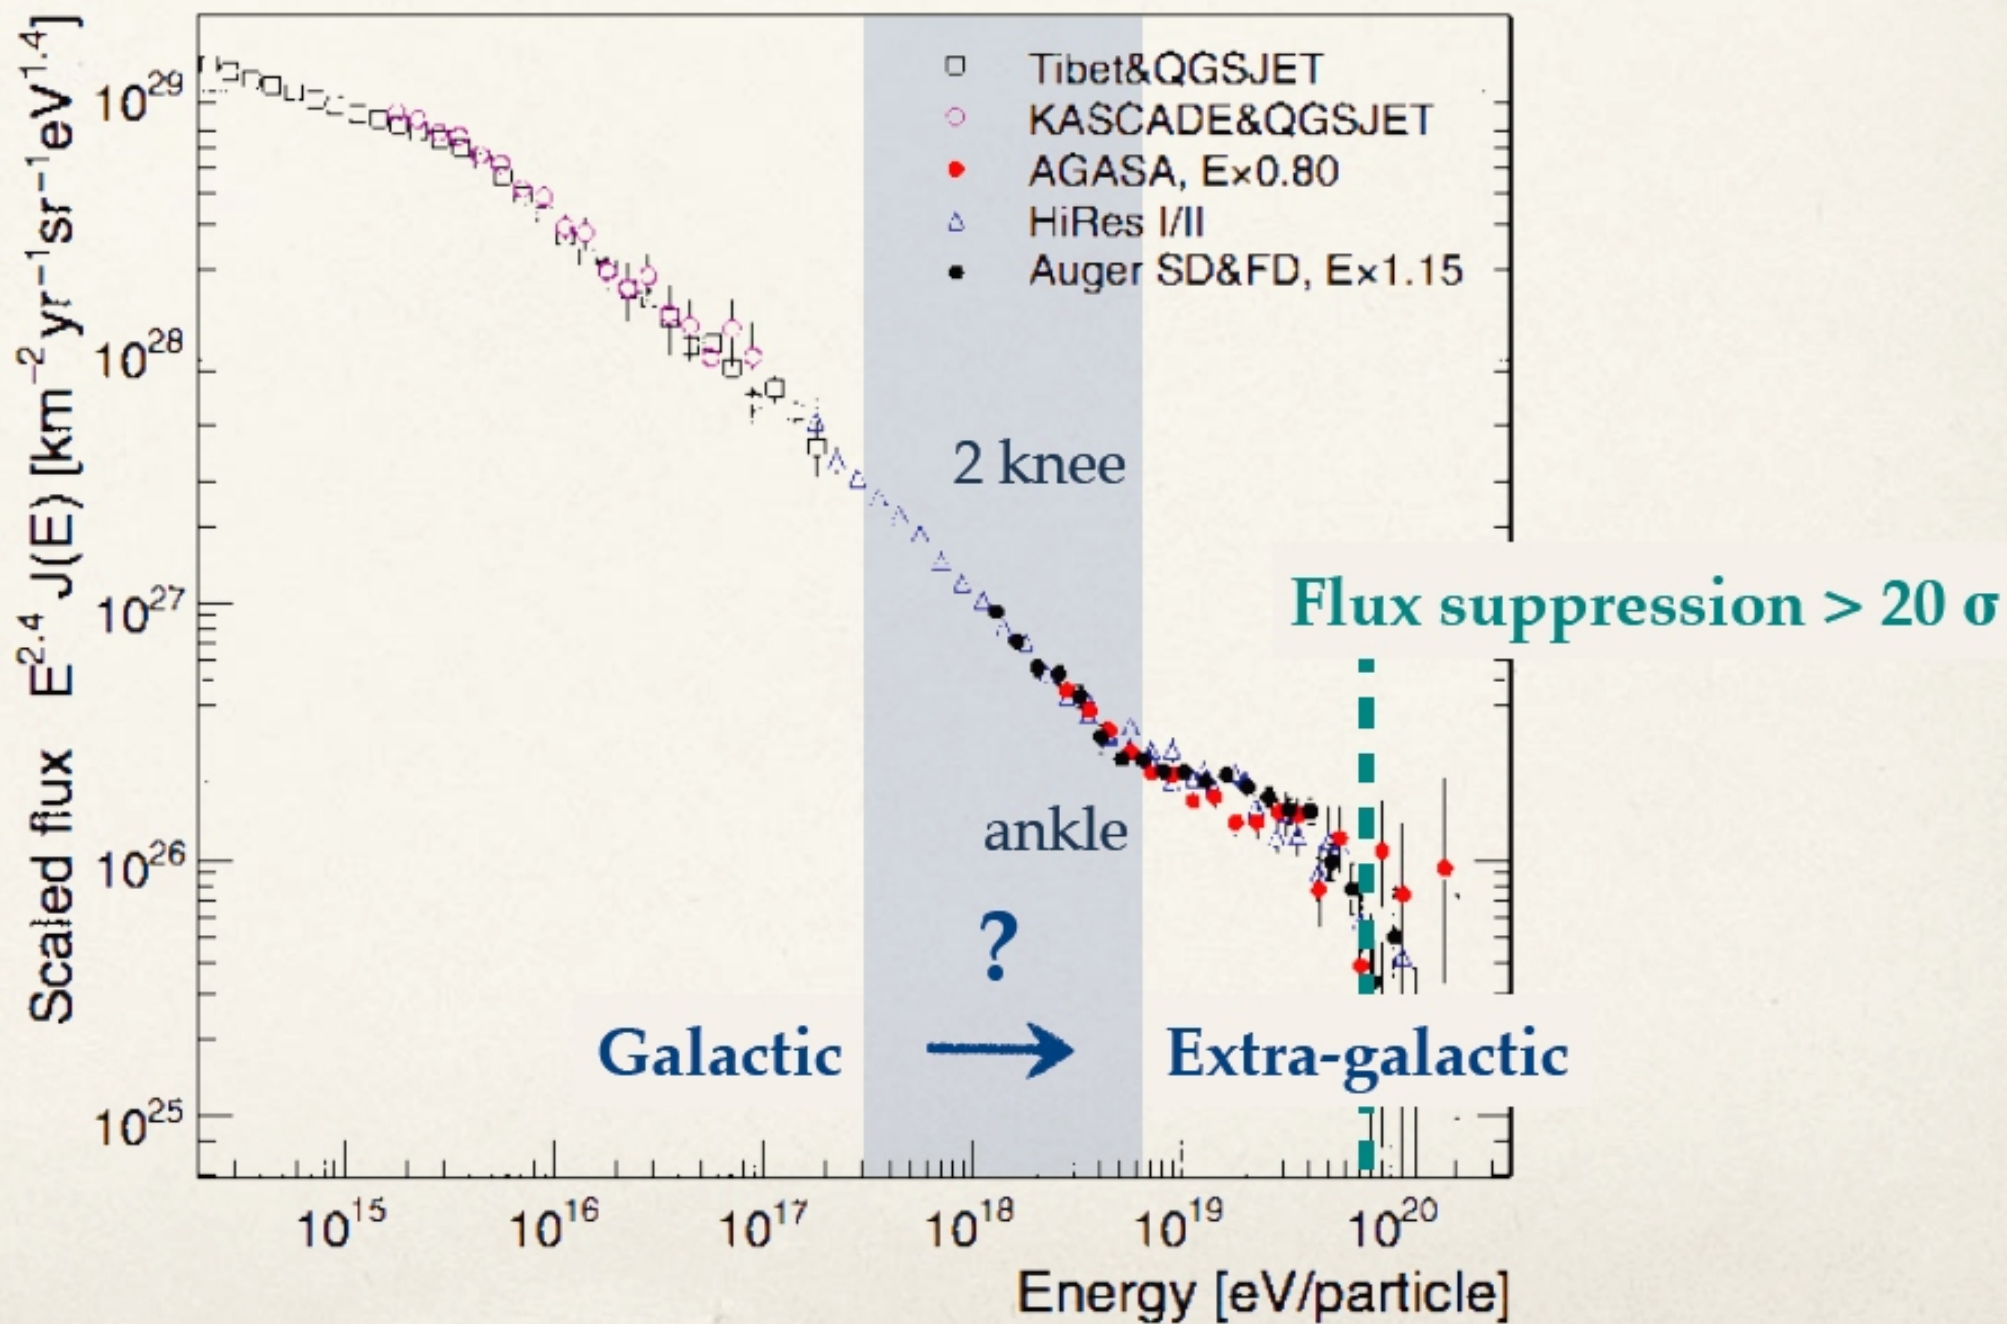 Scaled flux E^2.4 J(E) [km^−2 yr^−1 sr^−1 eV^1.4]
10^29
10^28
10^27
10^26
10^25
Tibet&QGSJET
KASCADE&QGSJET
AGASA, E×0.80
HiRes I/II
Auger SD&FD, E×1.15
2 knee
Flux suppression > 20 σ
ankle
?
Galactic
Extra-galactic
10^15 10^16 10^17 10^18 10^19 10^20
Energy [eV/particle]